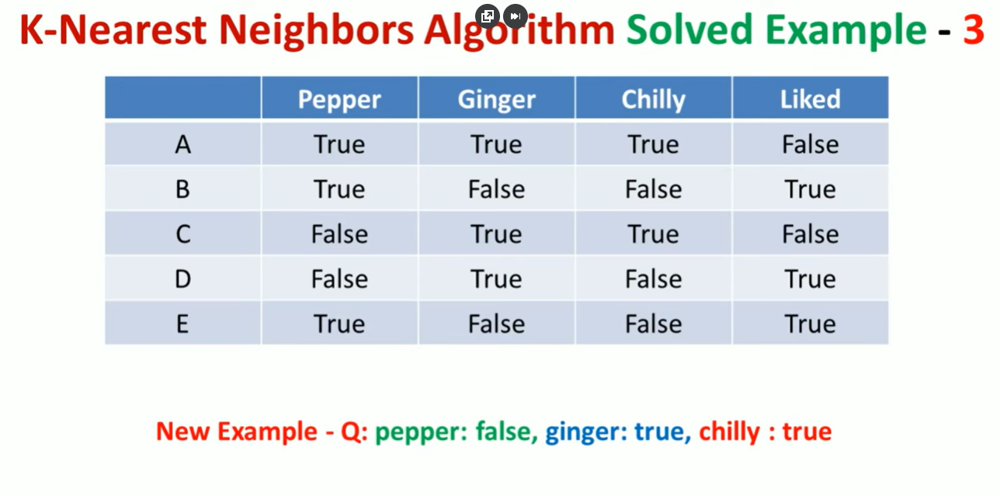 K-Nearest Neighbors Algorithm Solved Example - 3
Pepper Ginger Chilly Liked
A True True True False
B True False False True
C False True True False
D False True False True
E True False False True
New Example - Q: pepper: false, ginger: true, chilly : true